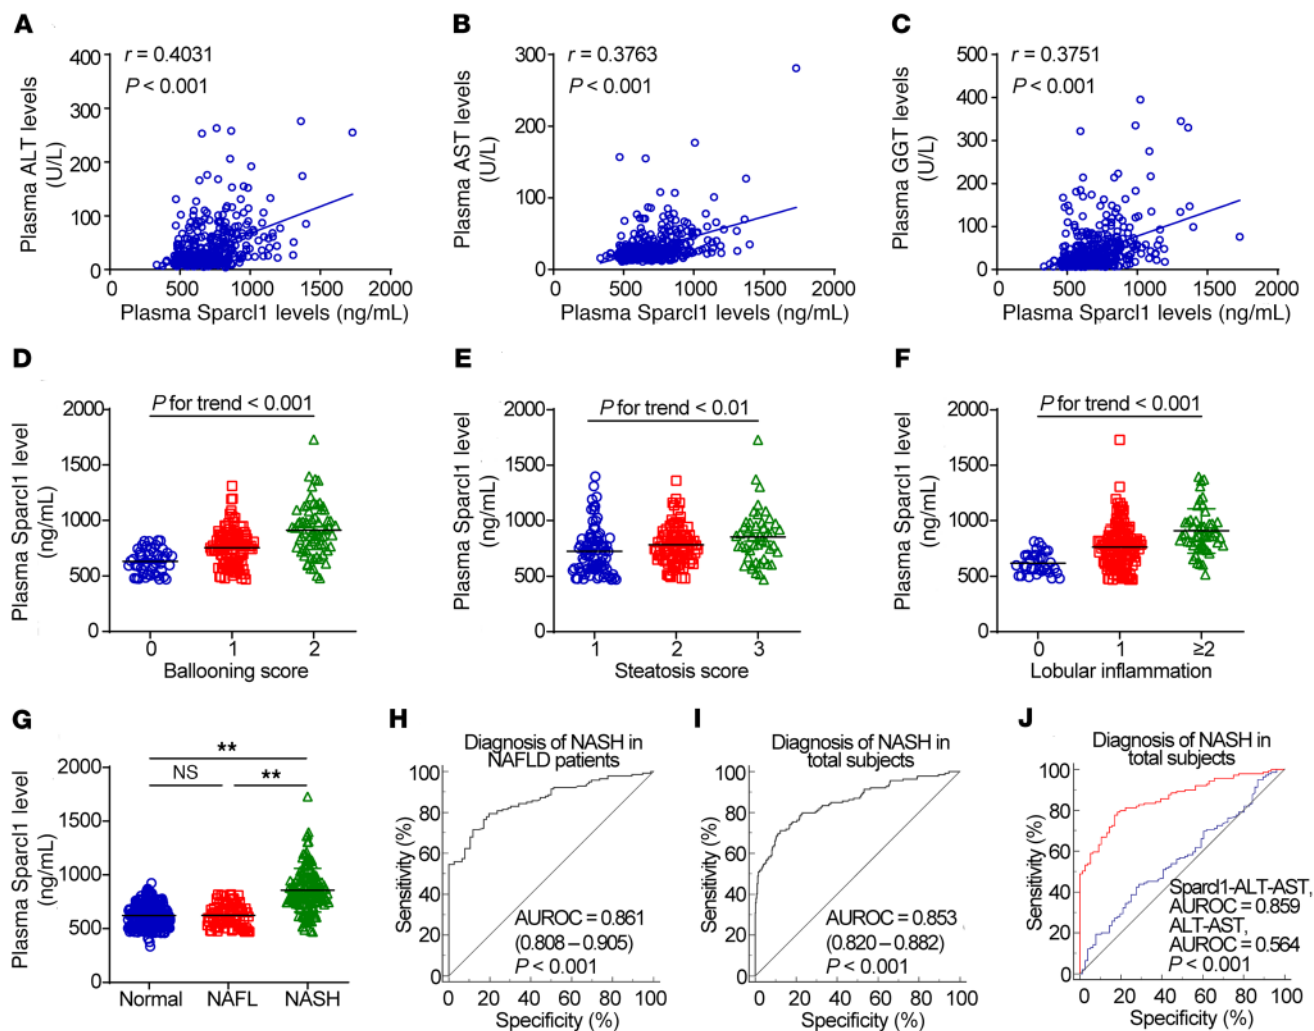 A
r = 0.4031
P < 0.001
Plasma ALT levels
(U/L)
400
300
200
100
0
500
1000
1500
2000
Plasma Sparcl1 levels (ng/mL)
B
r = 0.3763
P < 0.001
Plasma AST levels
(U/L)
300
200
100
0
0
500
1000
1500
2000
Plasma Sparcl1 levels (ng/mL)
C
r = 0.3751
P < 0.001
Plasma GGT levels
(U/L)
500
400
300
200
100
0
0
500
1000
1500
2000
Plasma Sparcl1 levels (ng/mL)
D
P for trend < 0.001
Plasma Sparcl1 level
(ng/mL)
2000
1500
1000
500
0
0
1
2
Ballooning score
E
P for trend < 0.01
Plasma Sparcl1 level
(ng/mL)
2000
1500
1000
500
0
1
2
3
Steatosis score
F
P for trend < 0.001
Plasma Sparcl1 level
(ng/mL)
2000
1500
1000
500
0
0
1
≥2
Lobular inflammation
G
**
NS
**
Plasma Sparcl1 level
(ng/mL)
2000
1500
1000
500
0
Normal
NAFL
NASH
H
Diagnosis of NASH in
NAFLD patients
Sensitivity (%)
100
80
60
40
20
0
AUROC = 0.861
(0.808 – 0.905)
P < 0.001
0
20
40
60
80
100
Specificity (%)
I
Diagnosis of NASH in
total subjects
Sensitivity (%)
100
80
60
40
20
0
AUROC = 0.853
(0.820 – 0.882)
P < 0.001
0
20
40
60
80
100
Specificity (%)
J
Diagnosis of NASH in
total subjects
Sensitivity (%)
100
80
60
40
20
0
Sparcl1-ALT-AST,
AUROC = 0.859
ALT-AST,
AUROC = 0.564
P < 0.001
0
20
40
60
80
100
Specificity (%)